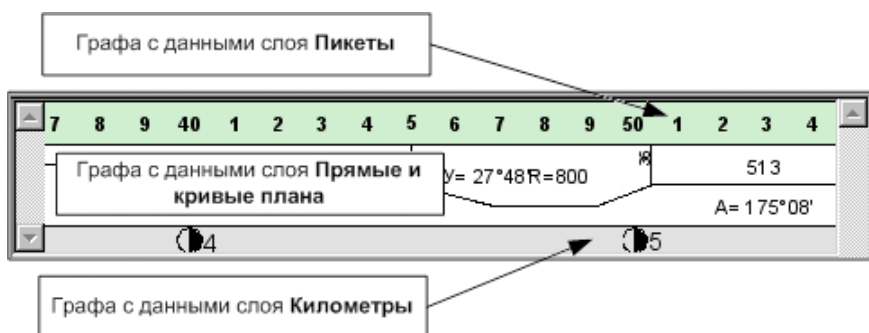 Графа с данными слоя Пикеты
7 8 9 40 1 2 3 4 5 6 7 8 9 50 1 2 3 4
Графа с данными слоя Прямые и
кривые плана
У= 27°48'R=800
513
А= 175°08'
4 5
Графа с данными слоя Километры